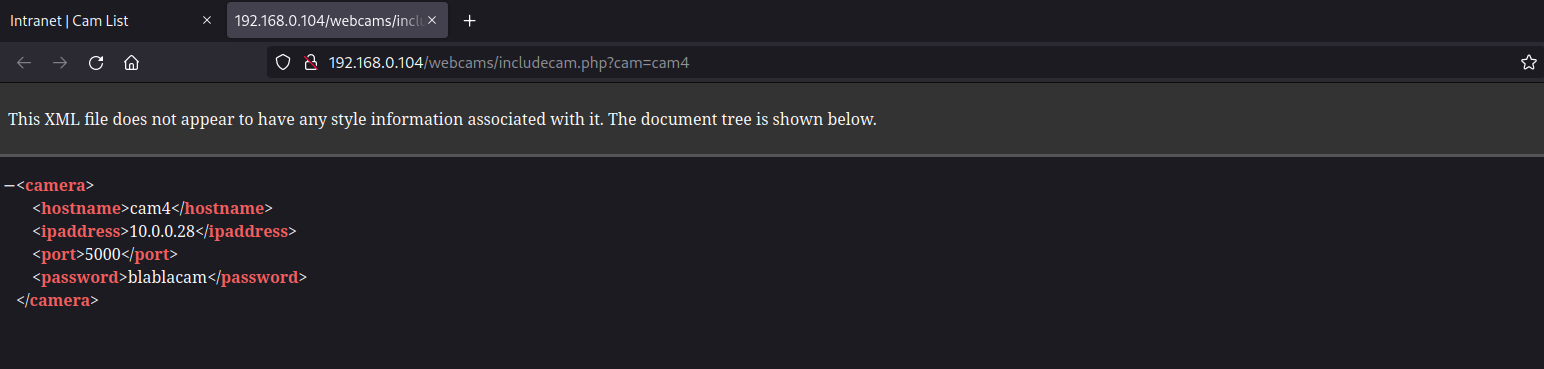 Intranet | Cam List
192.168.0.104/webcams/incl
192.168.0.104/webcams/includecam.php?cam=cam4
This XML file does not appear to have any style information associated with it. The document tree is shown below.
−<camera>
<hostname>cam4</hostname>
<ipaddress>10.0.0.28</ipaddress>
<port>5000</port>
<password>blablacam</password>
</camera>